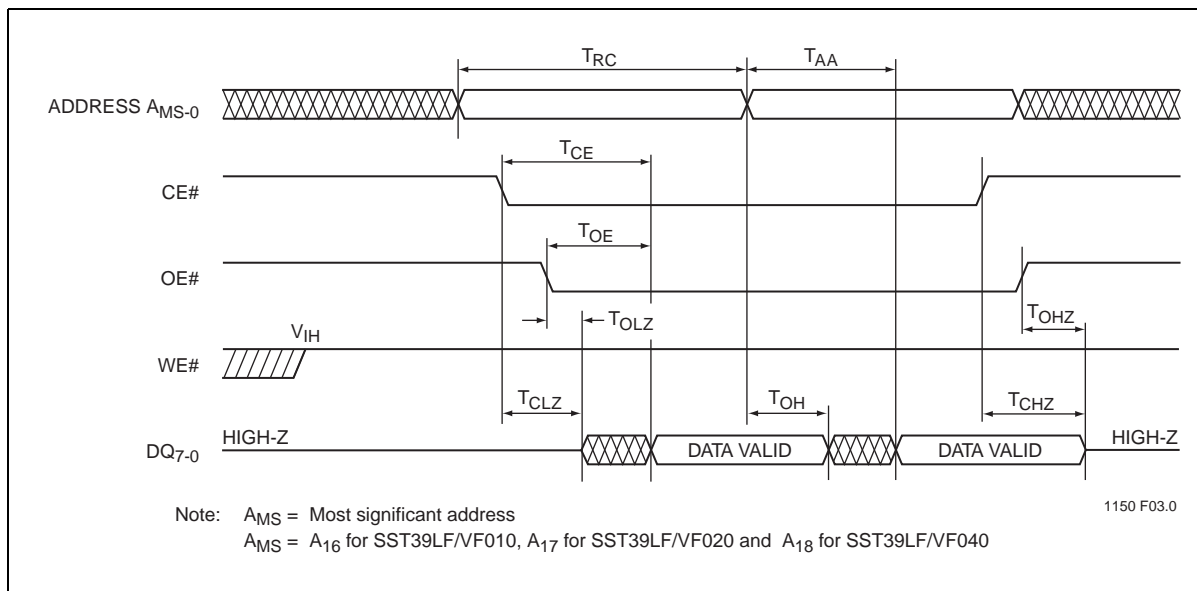 TRC
TAA
ADDRESS AMS-0
TCE
CE#
TOE
OE#
TOLZ
TOHZ
VIH
WE#
TCLZ
TOH
TCHZ
HIGH-Z
HIGH-Z
DQ7-0
DATA VALID
DATA VALID
Note: AMS = Most significant address
1150 F03.0
AMS = A16 for SST39LF/VF010, A17 for SST39LF/VF020 and A18 for SST39LF/VF040